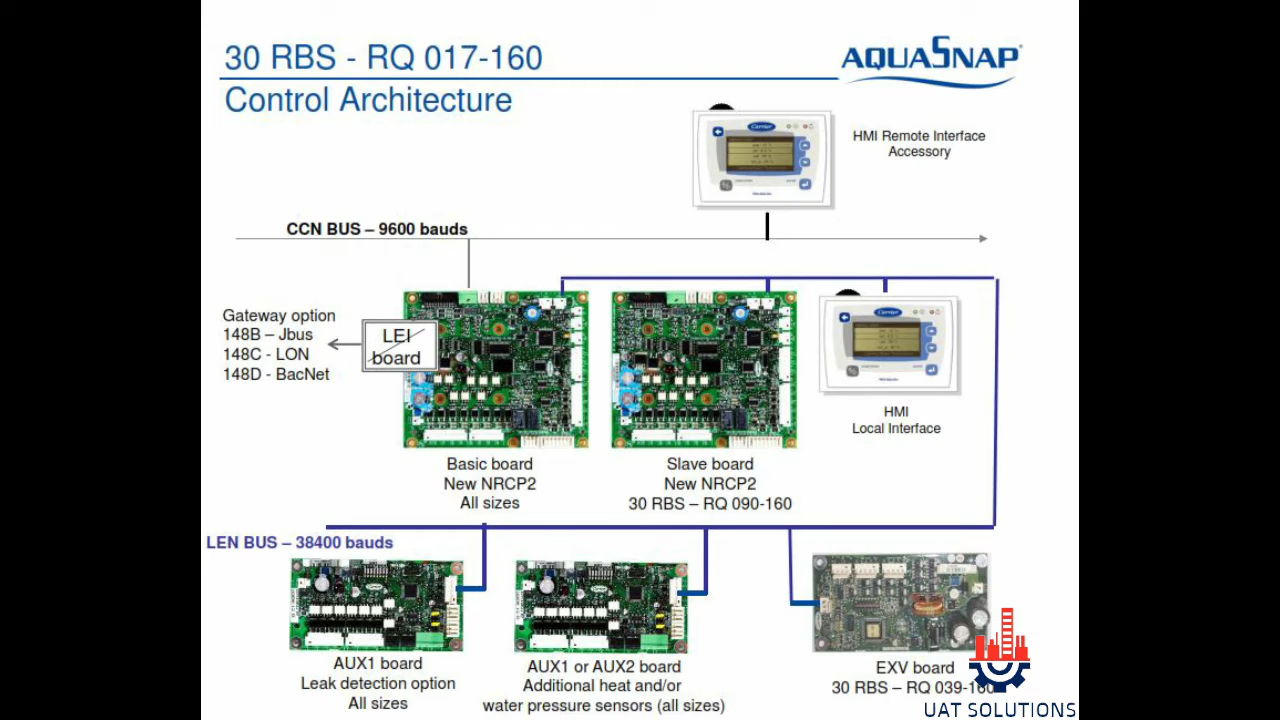 30 RBS - RQ 017-160
AQUASNAP
Control Architecture
Carrier
HMI Remote Interface
Accessory
CCN BUS – 9600 bauds
Gateway option
148B – Jbus
148C - LON
148D - BacNet
LEI
board
Carrier
HMI
Local Interface
Basic board
New NRCP2
All sizes
Slave board
New NRCP2
30 RBS – RQ 090-160
LEN BUS – 38400 bauds
AUX1 board
Leak detection option
All sizes
AUX1 or AUX2 board
Additional heat and/or
water pressure sensors (all sizes)
EXV board
30 RBS – RQ 039-160
UAT SOLUTIONS